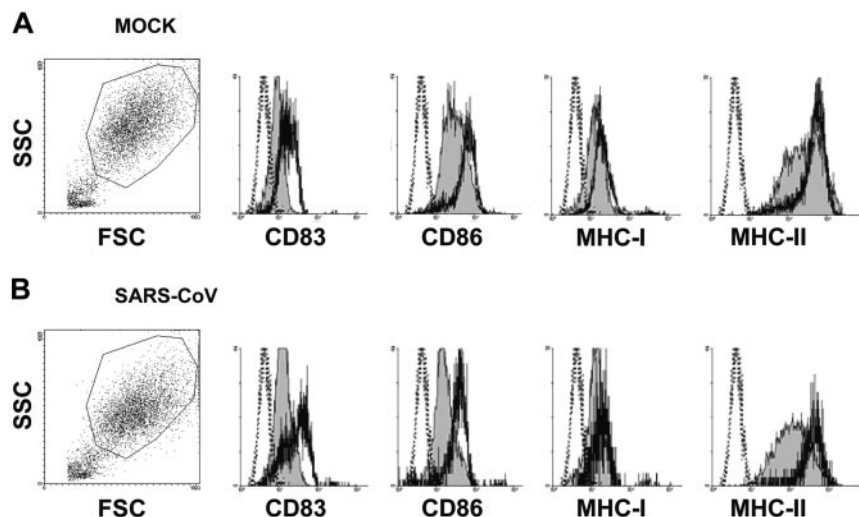 A
MOCK
SSC
FSC
CD83
CD86
MHC-I
MHC-II
B
SARS-CoV
SSC
FSC
CD83
CD86
MHC-I
MHC-II